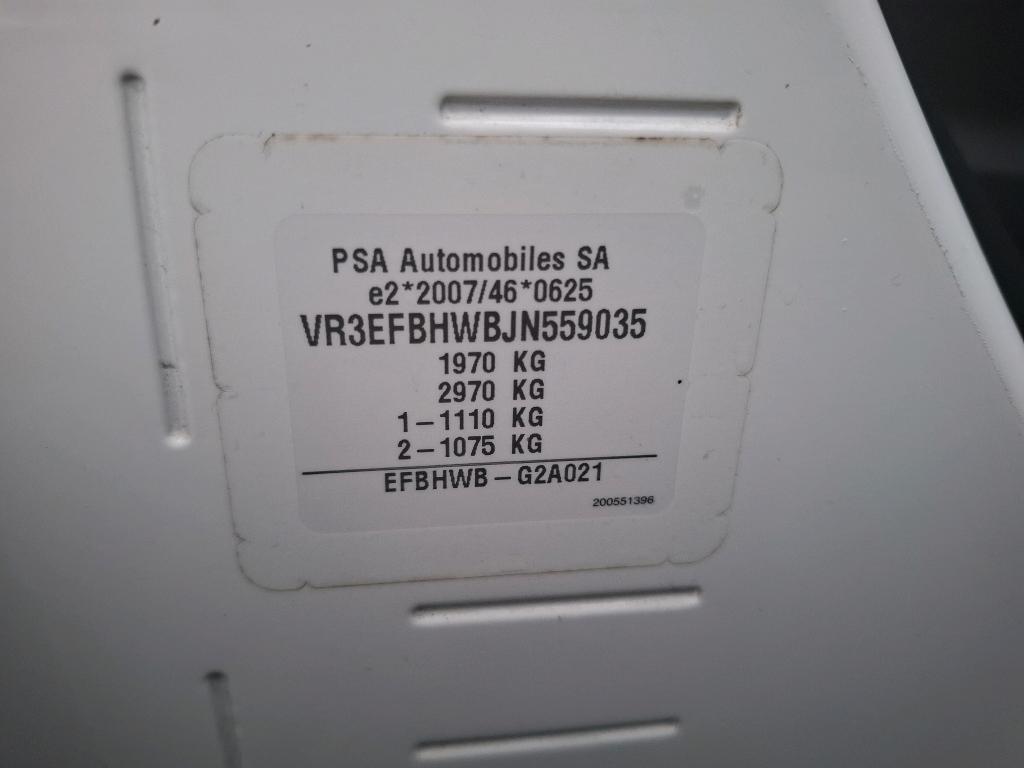 PSA Automobiles SA
e2*2007/46*0625
VR3EFBHWBJN559035
1970 KG
2970 KG
1-1110 KG
2-1075 KG
EFBHWB-G2A021
200551396